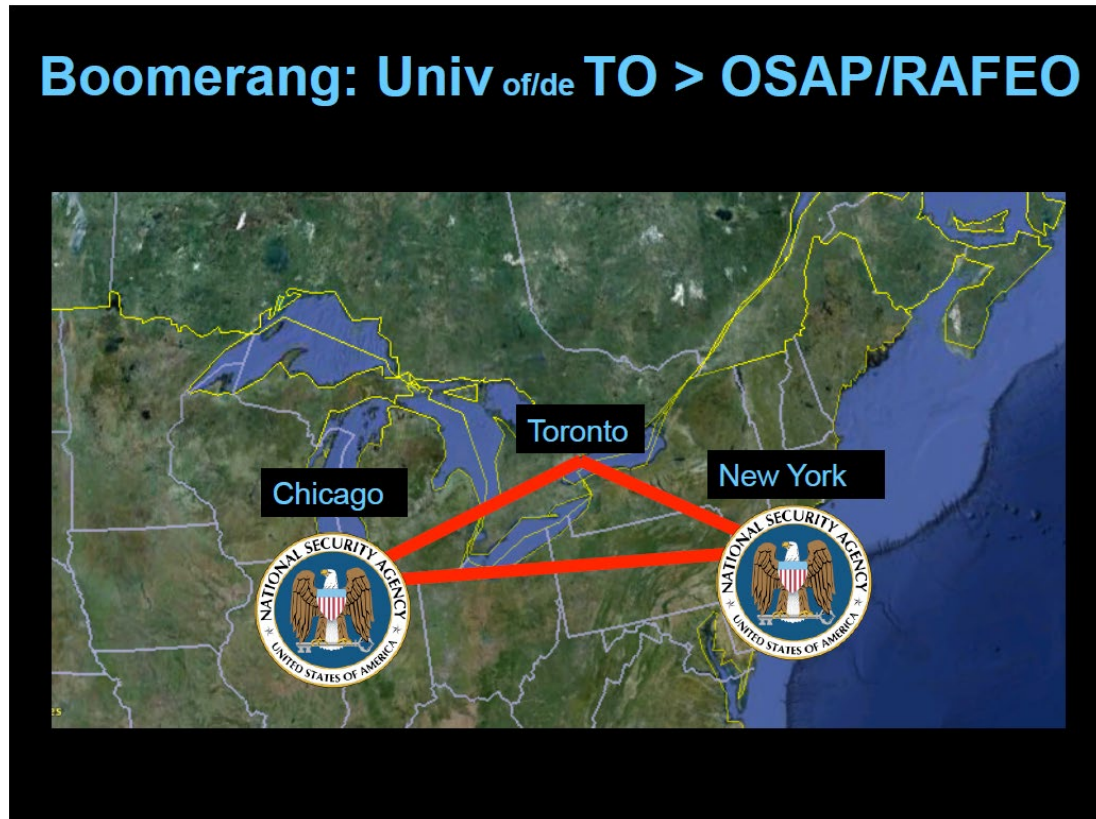 Boomerang: Univ of/de TO > OSAP/RAFEO
Toronto
New York
Chicago
NATIONAL SECURITY AGENCY
UNITED STATES OF AMERICA
NATIONAL SECURITY AGENCY
UNITED STATES OF AMERICA
es